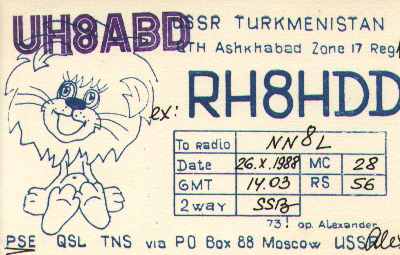 UH8ABD
USSR TURKMENISTAN
QTH Ashkhabad Zone 17 Reg
ex: RH8HDD
To radio NN8L
Date 26.X.1988 MC 28
GMT 14.03 RS 56
2way SSB
73! op. Alexander
PSE QSL TNS via PO Box 88 Moscow USSR